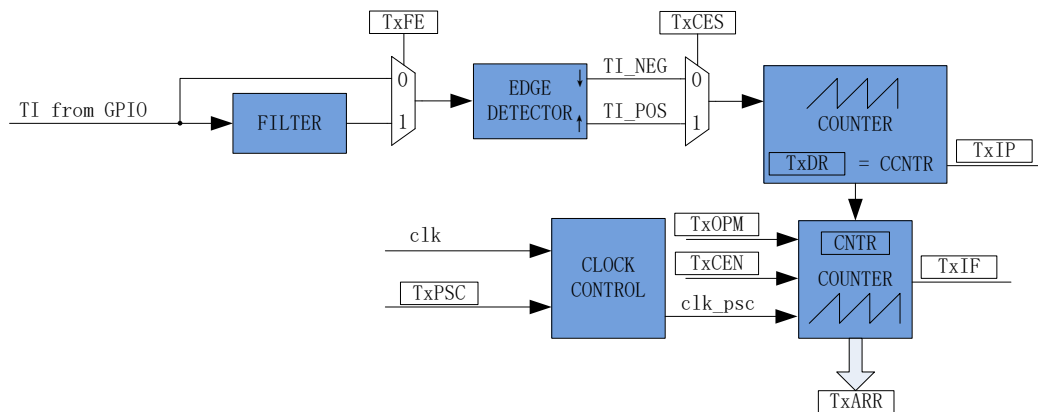 TxFE
TxCES
TI from GPIO
FILTER
0
1
EDGE
DETECTOR
TI_NEG
TI_POS
0
1
COUNTER
TxDR = CCNTR
TxIP
clk
TxPSC
CLOCK
CONTROL
clk_psc
TxOPM
TxCEN
CNTR
COUNTER
TxIF
TxARR